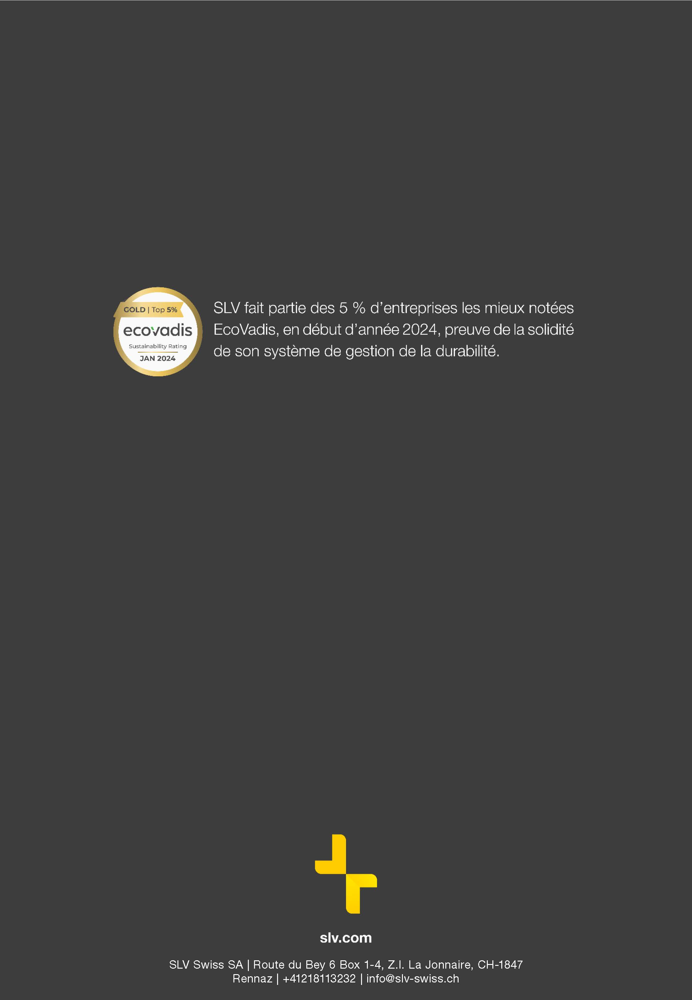 GOLD | Top 5%
ecovadis
Sustainability Rating
JAN 2024
SLV fait partie des 5 % d’entreprises les mieux notées
EcoVadis, en début d’année 2024, preuve de la solidité
de son système de gestion de la durabilité.
slv.com
SLV Swiss SA | Route du Bey 6 Box 1-4, Z.I. La Jonnaire, CH-1847
Rennaz | +41218113232 | info@slv-swiss.ch